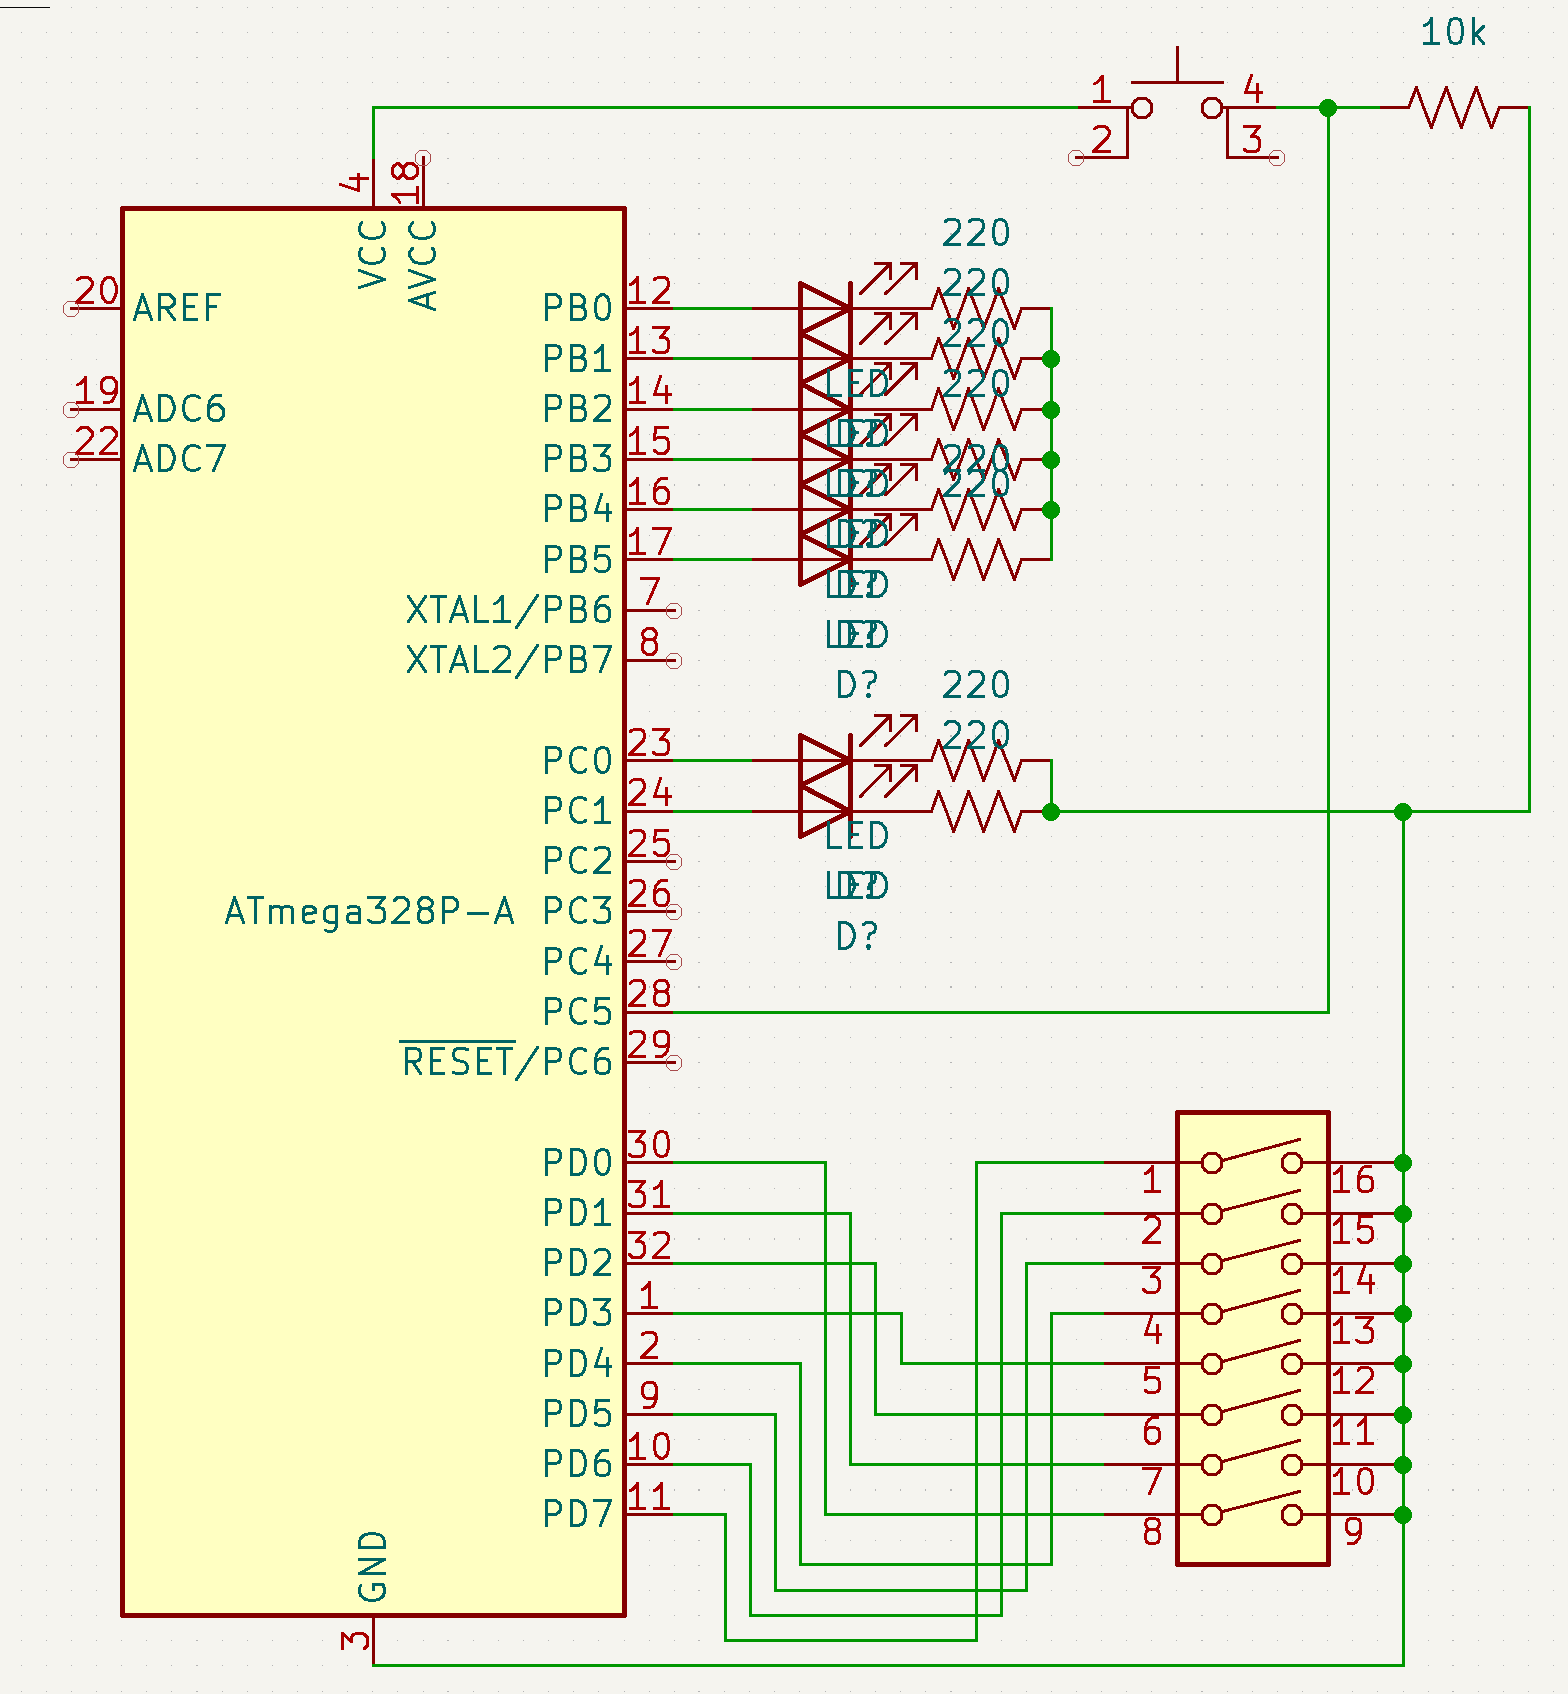 10k
1
4
2
3
4
18
VCC
AVCC
220
220
220
220
220
220
20
AREF
19
ADC6
22
ADC7
PB0
12
PB1
13
PB2
14
PB3
15
PB4
16
PB5
17
XTAL1/PB6
7
XTAL2/PB7
8
LED
LED
D?
LED
D?
LED
D?
LED
D?
LED
D?
D?
220
220
PC0
23
PC1
24
PC2
25
PC3
26
PC4
27
PC5
28
RESET/PC6
29
LED
LED
D?
D?
ATmega328P-A
PD0
30
PD1
31
PD2
32
PD3
1
PD4
2
PD5
9
PD6
10
PD7
11
1
16
2
15
3
14
4
13
5
12
6
11
7
10
8
9
GND
3